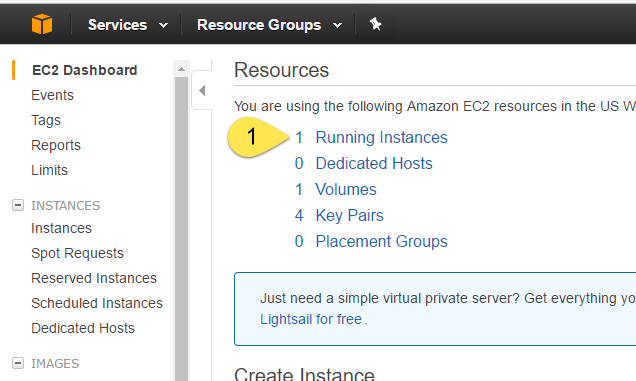 Services
Resource Groups
EC2 Dashboard
Events
Tags
Reports
Limits
INSTANCES
Instances
Spot Requests
Reserved Instances
Scheduled Instances
Dedicated Hosts
IMAGES
Resources
You are using the following Amazon EC2 resources in the US W
1
1 Running Instances
0 Dedicated Hosts
1 Volumes
4 Key Pairs
0 Placement Groups
Just need a simple virtual private server? Get everything yo
Lightsail for free.
Create Instance